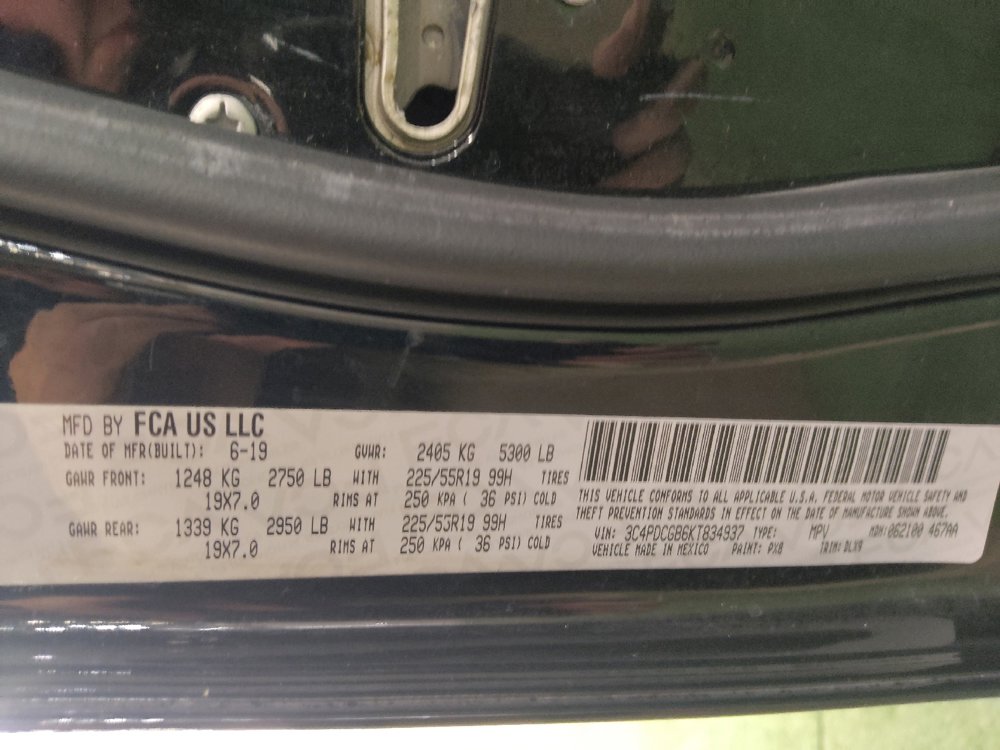 MFD BY FCA US LLC
DATE OF MFR(BUILT): 6-19 GVWR: 2405 KG 5300 LB
GAWR FRONT: 1248 KG 2750 LB WITH 225/55R19 99H TIRES
19X7.0 RIMS AT 250 KPA ( 36 PSI) COLD
GAWR REAR: 1339 KG 2950 LB WITH 225/55R19 99H TIRES
19X7.0 RIMS AT 250 KPA ( 36 PSI) COLD
THIS VEHICLE CONFORMS TO ALL APPLICABLE U.S.A. FEDERAL MOTOR VEHICLE SAFETY AND
THEFT PREVENTION STANDARDS IN EFFECT ON THE DATE OF MANUFACTURE SHOWN ABOVE.
VIN: 3C4PDCGB6KT834937 TYPE: MPV MDH: 062100 467AA
VEHICLE MADE IN MEXICO PAINT: PX8 TRIM: DLX9